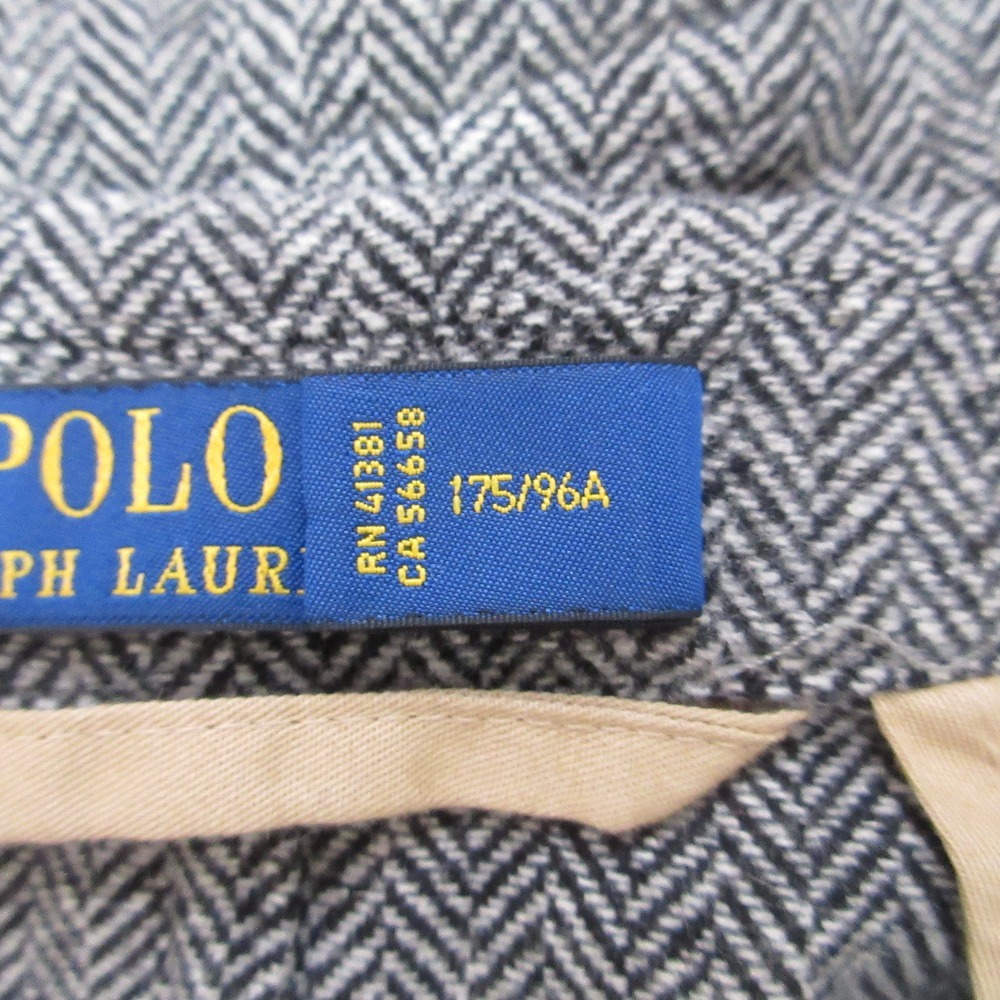 POLO
PH LAUR
RN 41381
CA 56658
175/96A